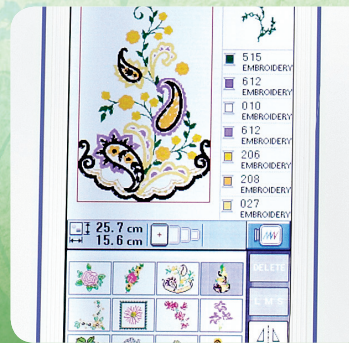 515
EMBROIDERY
612
EMBROIDERY
010
EMBROIDERY
612
EMBROIDERY
206
EMBROIDERY
208
EMBROIDERY
027
EMBROIDERY
25.7 cm
15.6 cm
DELETE
L M S